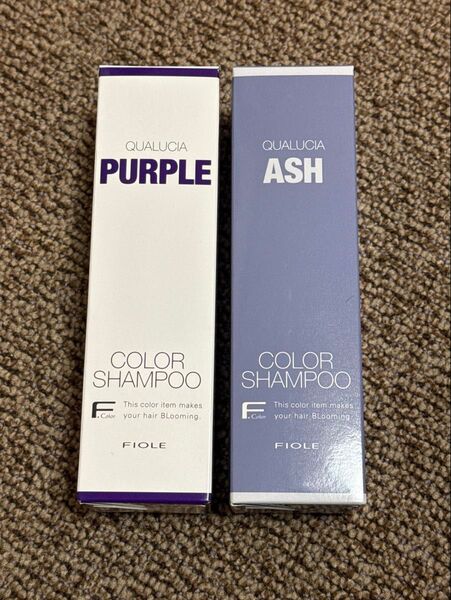 QUALUCIA
PURPLE
COLOR
SHAMPOO
F.Color
This color item makes
your hair BLooming.
FIOLE
QUALUCIA
ASH
COLOR
SHAMPOO
F.Color
This color item makes
your hair BLooming.
FIOLE